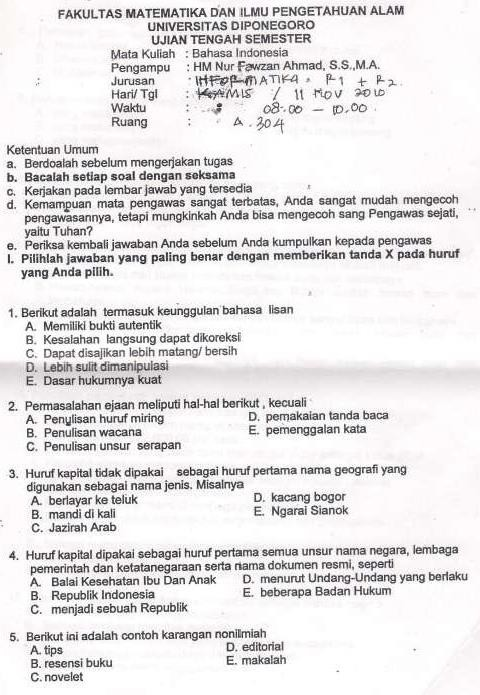 FAKULTAS MATEMATIKA DAN ILMU PENGETAHUAN ALAM
UNIVERSITAS DIPONEGORO
UJIAN TENGAH SEMESTER
Mata Kuliah : Bahasa Indonesia
Pengampu : HM Nur Fawzan Ahmad, S.S.,M.A.
Jurusan : INFORMATIKA R1 + R2
Hari/ Tgl : KAMIS / 11 NOV 2010
Waktu : 08.00 – 10.00
Ruang : A.304
Ketentuan Umum
a. Berdoalah sebelum mengerjakan tugas
b. Bacalah setiap soal dengan seksama
c. Kerjakan pada lembar jawab yang tersedia
d. Kemampuan mata pengawas sangat terbatas, Anda sangat mudah mengecoh
pengawasannya, tetapi mungkinkah Anda bisa mengecoh sang Pengawas sejati,
yaitu Tuhan?
e. Periksa kembali jawaban Anda sebelum Anda kumpulkan kepada pengawas
I. Pilihlah jawaban yang paling benar dengan memberikan tanda X pada huruf
yang Anda pilih.
1. Berikut adalah termasuk keunggulan bahasa lisan
A. Memiliki bukti autentik
B. Kesalahan langsung dapat dikoreksi
C. Dapat disajikan lebih matang/ bersih
D. Lebih sulit dimanipulasi
E. Dasar hukumnya kuat
2. Permasalahan ejaan meliputi hal-hal berikut , kecuali
A. Penulisan huruf miring D. pemakaian tanda baca
B. Penulisan wacana E. pemenggalan kata
C. Penulisan unsur serapan
3. Huruf kapital tidak dipakai sebagai huruf pertama nama geografi yang
digunakan sebagai nama jenis. Misalnya
A. berlayar ke teluk D. kacang bogor
B. mandi di kali E. Ngarai Sianok
C. Jazirah Arab
4. Huruf kapital dipakai sebagai huruf pertama semua unsur nama negara, lembaga
pemerintah dan ketatanegaraan serta nama dokumen resmi, seperti
A. Balai Kesehatan Ibu Dan Anak D. menurut Undang-Undang yang berlaku
B. Republik Indonesia E. beberapa Badan Hukum
C. menjadi sebuah Republik
5. Berikut ini adalah contoh karangan nonilmiah
A. tips D. editorial
B. resensi buku E. makalah
C. novelet